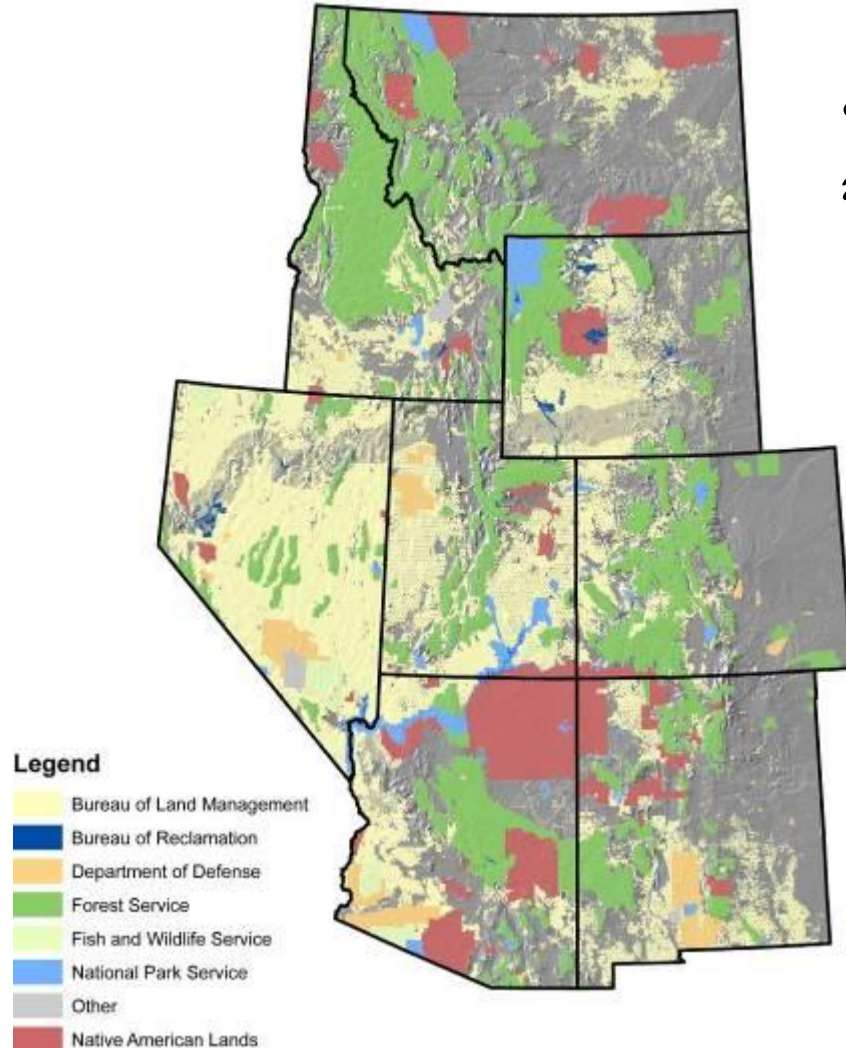 Legend
Bureau of Land Management
Bureau of Reclamation
Department of Defense
Forest Service
Fish and Wildlife Service
National Park Service
Other
Native American Lands